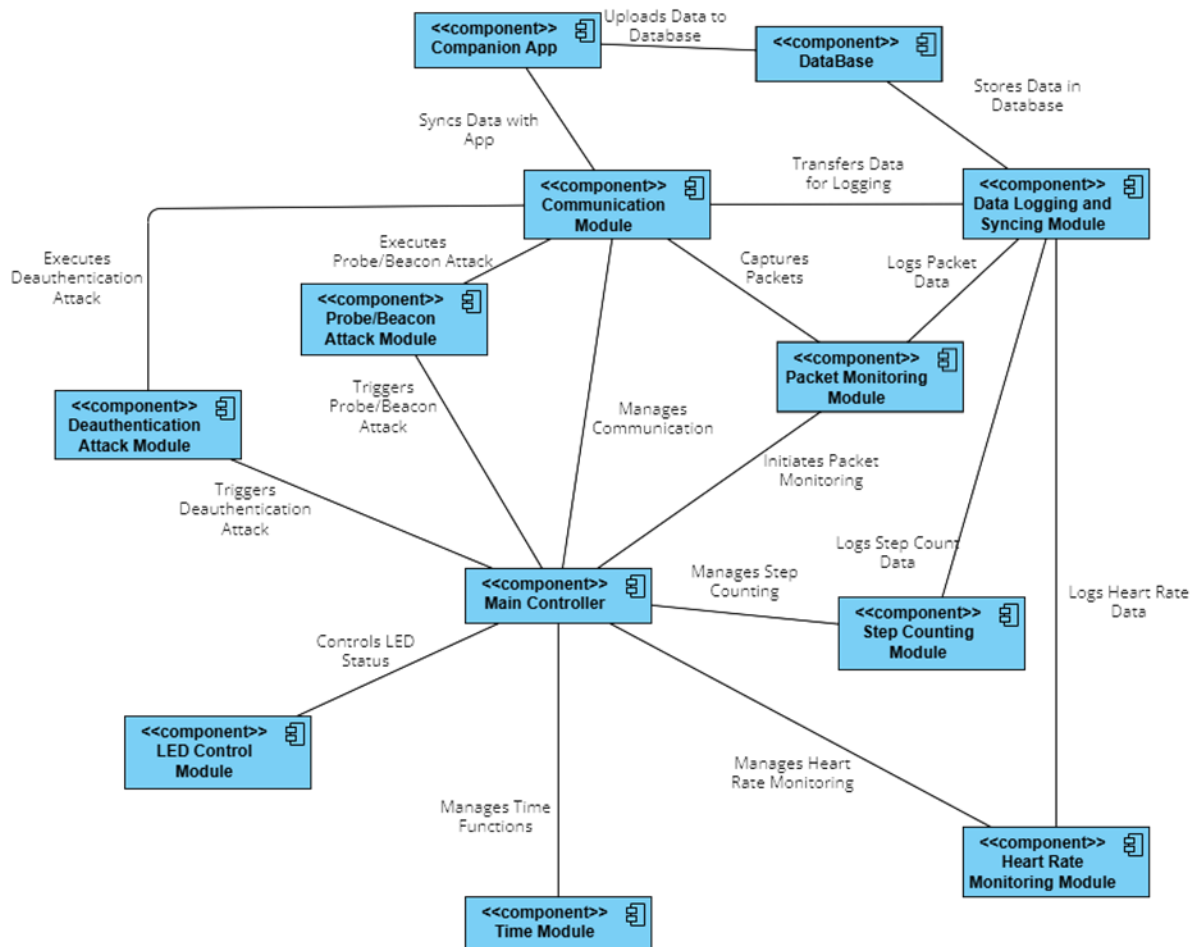 <<component>>
Companion App
Uploads Data to
Database
<<component>>
DataBase
Syncs Data with
App
Stores Data in
Database
<<component>>
Communication
Module
Transfers Data
for Logging
<<component>>
Data Logging and
Syncing Module
Executes
Deauthentication
Attack
Executes
Probe/Beacon Attack
Captures
Packets
Logs Packet
Data
<<component>>
Probe/Beacon
Attack Module
<<component>>
Packet Monitoring
Module
<<component>>
Deauthentication
Attack Module
Triggers
Probe/Beacon
Attack
Manages
Communication
Initiates Packet
Monitoring
Triggers
Deauthentication
Attack
<<component>>
Main Controller
Manages Step
Counting
Logs Step Count
Data
<<component>>
Step Counting
Module
Logs Heart Rate
Data
Controls LED
Status
<<component>>
LED Control
Module
Manages Heart
Rate Monitoring
Manages Time
Functions
<<component>>
Heart Rate
Monitoring Module
<<component>>
Time Module